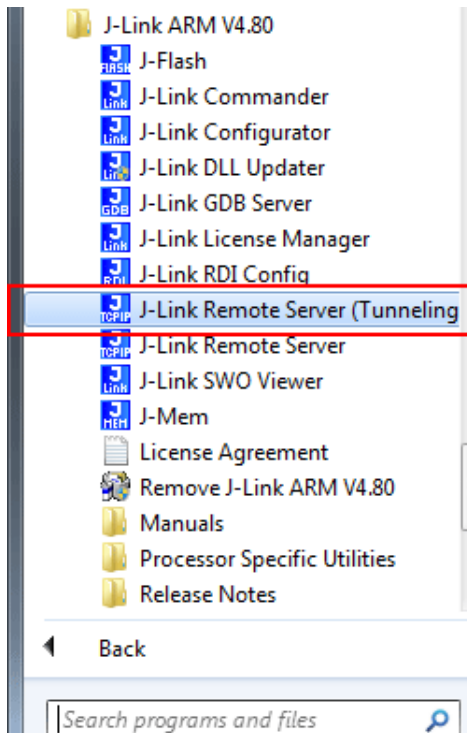 J-Link ARM V4.80
J-Flash
J-Link Commander
J-Link Configurator
J-Link DLL Updater
J-Link GDB Server
J-Link License Manager
J-Link RDI Config
J-Link Remote Server (Tunneling
J-Link Remote Server
J-Link SWO Viewer
J-Mem
License Agreement
Remove J-Link ARM V4.80
Manuals
Processor Specific Utilities
Release Notes
Back
Search programs and files